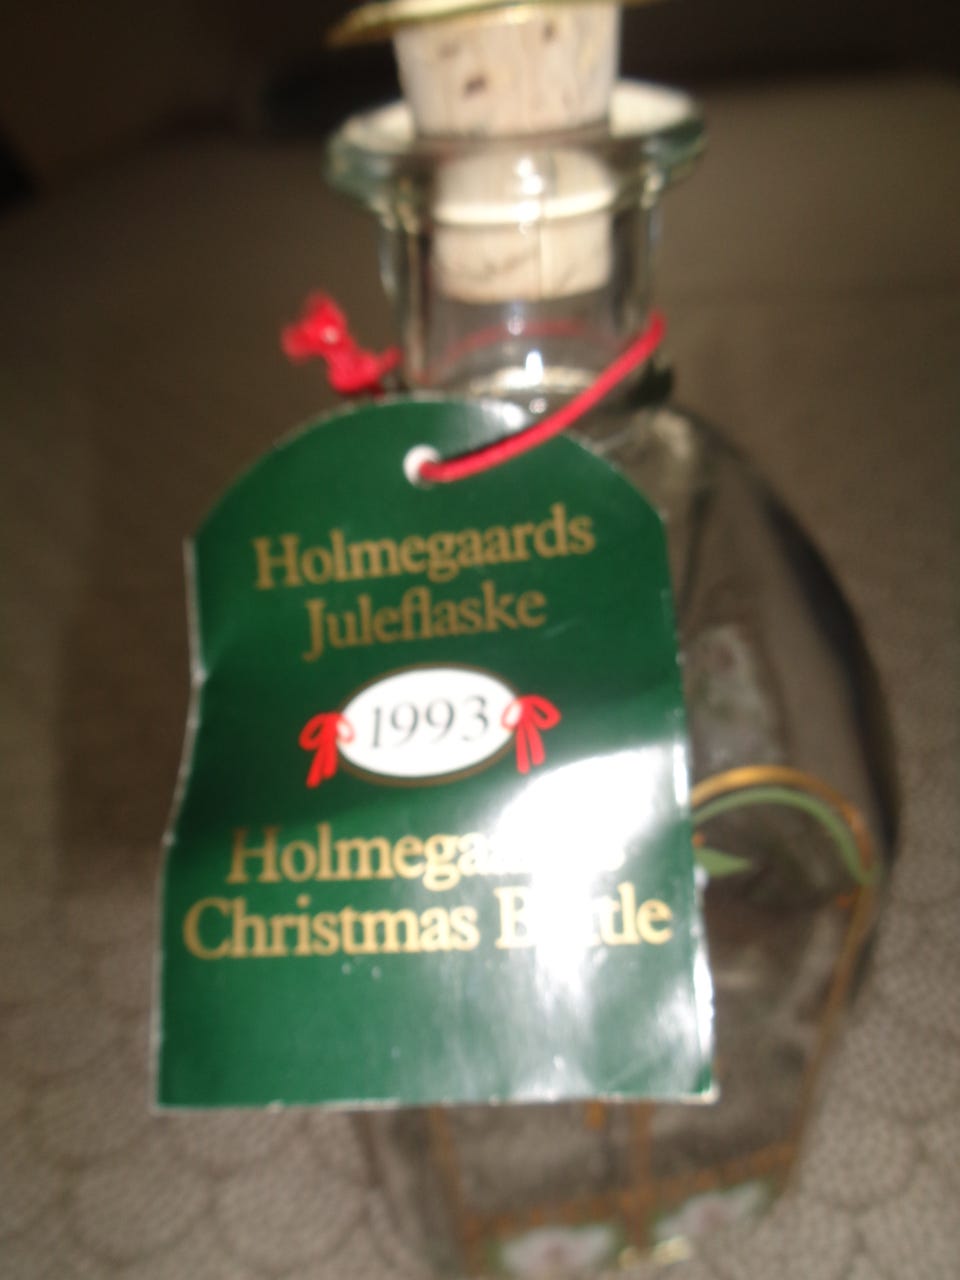 Holmegaards
Juleflaske
1993
Christmas